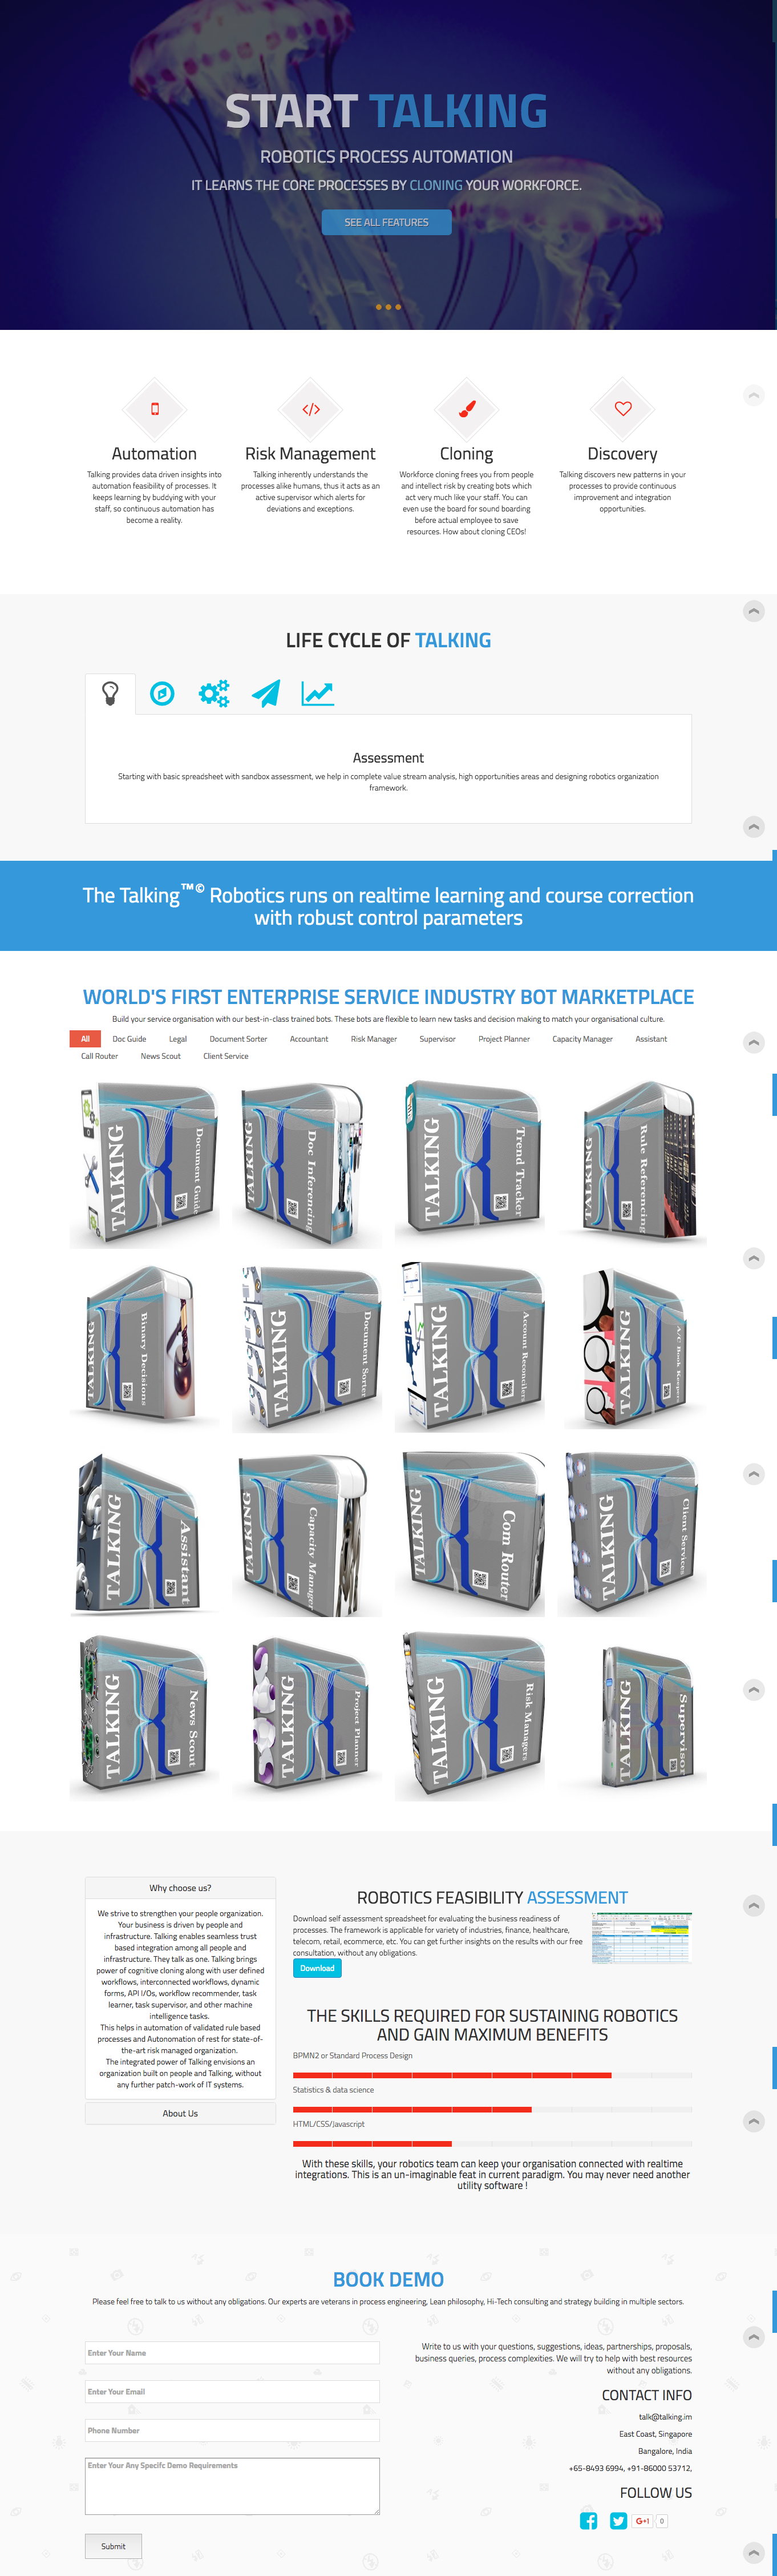 START TALKING
ROBOTICS PROCESS AUTOMATION
IT LEARNS THE CORE PROCESSES BY CLONING YOUR WORKFORCE.
SEE ALL FEATURES
Automation
Talking provides data driven insights into
automation feasibility of processes. It
keeps learning by buddying with your
staff, so continuous automation has
become a reality.
Risk Management
Talking inherently understands the
processes alike humans, thus it acts as an
active supervisor which alerts for
deviations and exceptions.
Cloning
Workforce cloning frees you from people
and intellect risk by creating bots which
act very much like your staff. You can
even use the board for sound boarding
before actual employee to save
resources. How about cloning CEOs!
Discovery
Talking discovers new patterns in your
processes to provide continuous
improvement and integration
opportunities.
LIFE CYCLE OF TALKING
Assessment
Starting with basic spreadsheet with sandbox assessment, we help in complete value stream analysis, high opportunities areas and designing robotics organization
framework.
The Talking™© Robotics runs on realtime learning and course correction
with robust control parameters
WORLD'S FIRST ENTERPRISE SERVICE INDUSTRY BOT MARKETPLACE
Build your service organisation with our best-in-class trained bots. These bots are flexible to learn new tasks and decision making to match your organisational culture.
All Doc Guide Legal Document Sorter Accountant Risk Manager Supervisor Project Planner Capacity Manager Assistant
Call Router News Scout Client Service
TALKING Document Guide
TALKING Doc Inferencing
TALKING Trend Tracker
TALKING Rule Referencing
TALKING Binary Decisions
TALKING Document Sorter
TALKING Account Reconcilers
TALKING A/C Book Keeper
TALKING Assistant
TALKING Capacity Manager
TALKING Com Router
TALKING Client Services
TALKING News Scout
TALKING Project Planner
TALKING Risk Managers
TALKING Supervisor
Why choose us?
We strive to strengthen your people organization.
Your business is driven by people and
infrastructure. Talking enables seamless trust
based integration among all people and
infrastructure. They talk as one. Talking brings
power of cognitive cloning along with user defined
workflows, interconnected workflows, dynamic
forms, API I/Os, workflow recommender, task
learner, task supervisor, and other machine
intelligence tasks.
This helps in automation of validated rule based
processes and Autonomation of rest for state-of-
the-art risk managed organization.
The integrated power of Talking envisions an
organization built on people and Talking, without
any further patch-work of IT systems.
About Us
ROBOTICS FEASIBILITY ASSESSMENT
Download self assessment spreadsheet for evaluating the business readiness of
processes. The framework is applicable for variety of industries, finance, healthcare,
telecom, retail, ecommerce, etc. You can get further insights on the results with our free
consultation, without any obligations.
Download
THE SKILLS REQUIRED FOR SUSTAINING ROBOTICS
AND GAIN MAXIMUM BENEFITS
BPMN2 or Standard Process Design
Statistics & data science
HTML/CSS/Javascript
With these skills, your robotics team can keep your organisation connected with realtime
integrations. This is an un-imaginable feat in current paradigm. You may never need another
utility software !
BOOK DEMO
Please feel free to talk to us without any obligations. Our experts are veterans in process engineering, Lean philosophy, Hi-Tech consulting and strategy building in multiple sectors.
Enter Your Name
Enter Your Email
Phone Number
Enter Your Any Specifc Demo Requirements
Submit
Write to us with your questions, suggestions, ideas, partnerships, proposals,
business queries, process complexities. We will try to help with best resources
without any obligations.
CONTACT INFO
talk@talking.im
East Coast, Singapore
Bangalore, India
+65-8493 6994, +91-86000 53712,
FOLLOW US
G+1 0